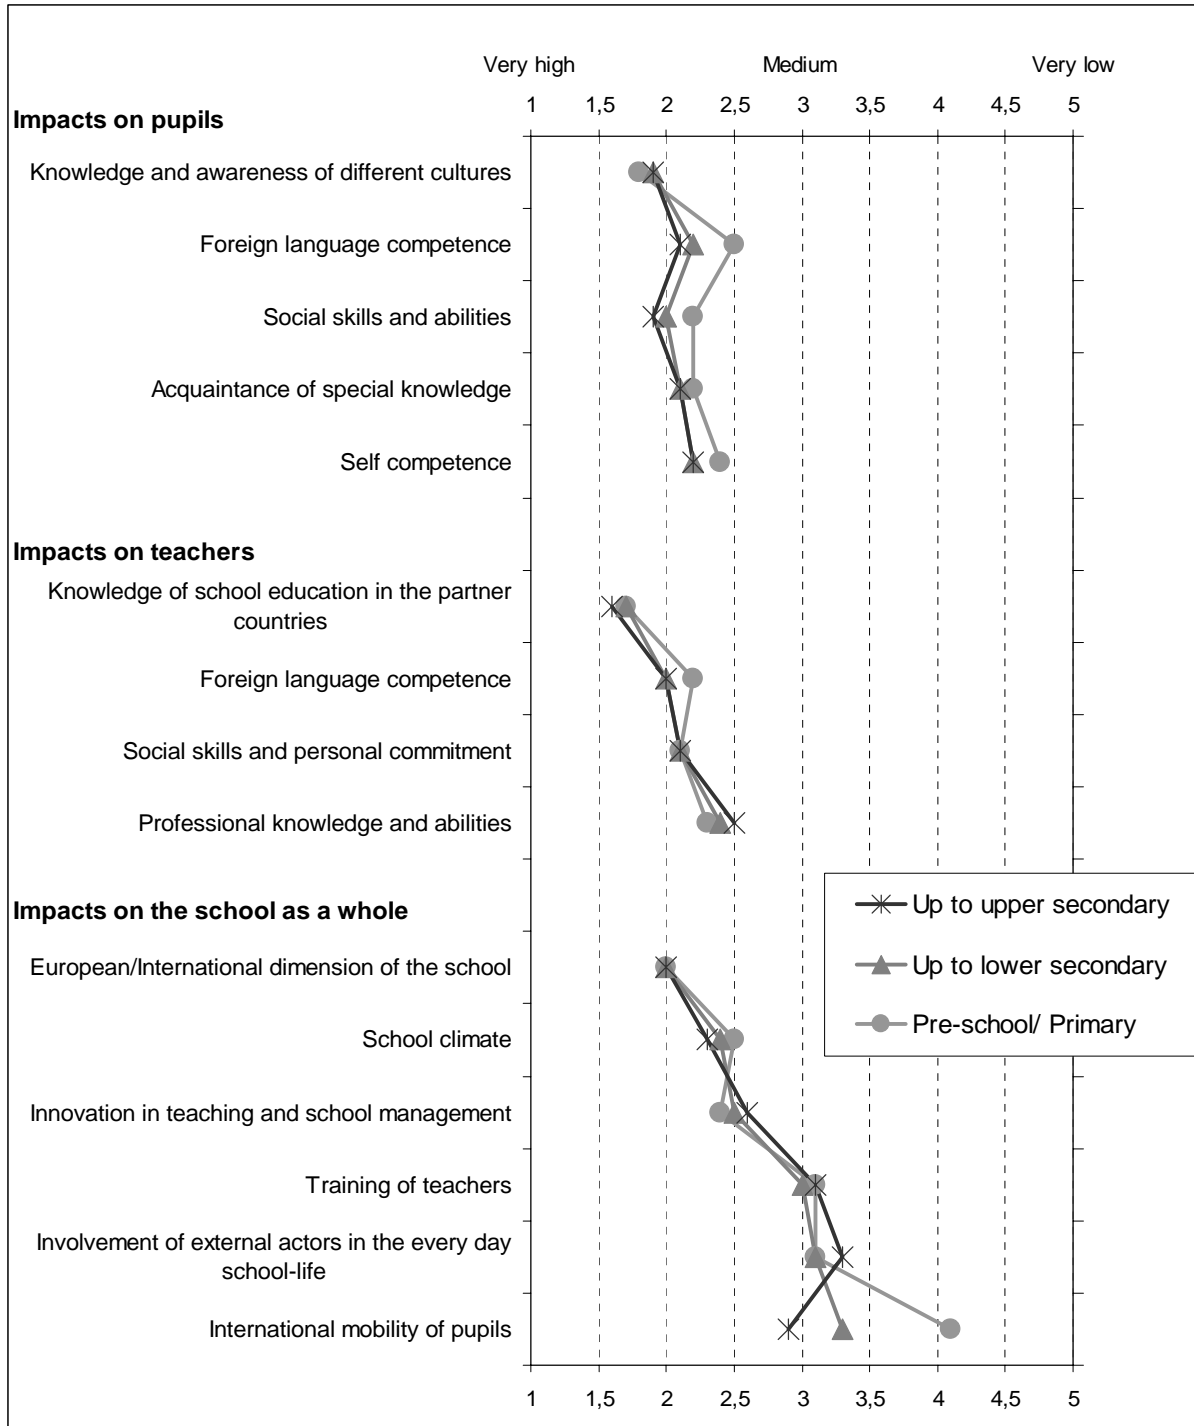 Very high Medium Very low
1 1,5 2 2,5 3 3,5 4 4,5 5
Impacts on pupils
Knowledge and awareness of different cultures
Foreign language competence
Social skills and abilities
Acquaintance of special knowledge
Self competence
Impacts on teachers
Knowledge of school education in the partner
countries
Foreign language competence
Social skills and personal commitment
Professional knowledge and abilities
Impacts on the school as a whole
Up to upper secondary
European/International dimension of the school
Up to lower secondary
Pre-school/ Primary
School climate
Innovation in teaching and school management
Training of teachers
Involvement of external actors in the every day
school-life
International mobility of pupils
1 1,5 2 2,5 3 3,5 4 4,5 5